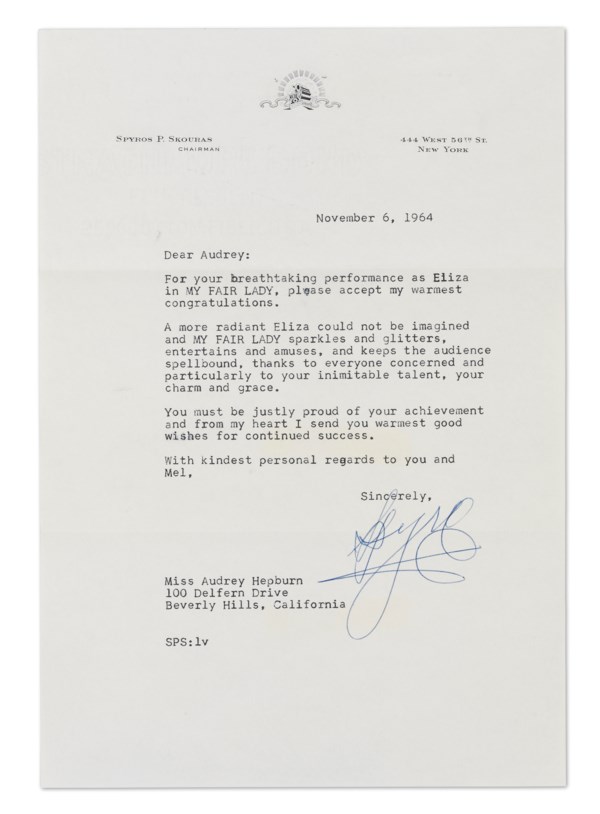 SPYROS P. SKOURAS
CHAIRMAN
444 WEST 56TH ST.
NEW YORK
November 6, 1964
Dear Audrey:
For your breathtaking performance as Eliza
in MY FAIR LADY, please accept my warmest
congratulations.
A more radiant Eliza could not be imagined
and MY FAIR LADY sparkles and glitters,
entertains and amuses, and keeps the audience
spellbound, thanks to everyone concerned and
particularly to your inimitable talent, your
charm and grace.
You must be justly proud of your achievement
and from my heart I send you warmest good
wishes for continued success.
With kindest personal regards to you and
Mel,
Sincerely,
Spyros
Miss Audrey Hepburn
100 Delfern Drive
Beverly Hills, California
SPS:lv